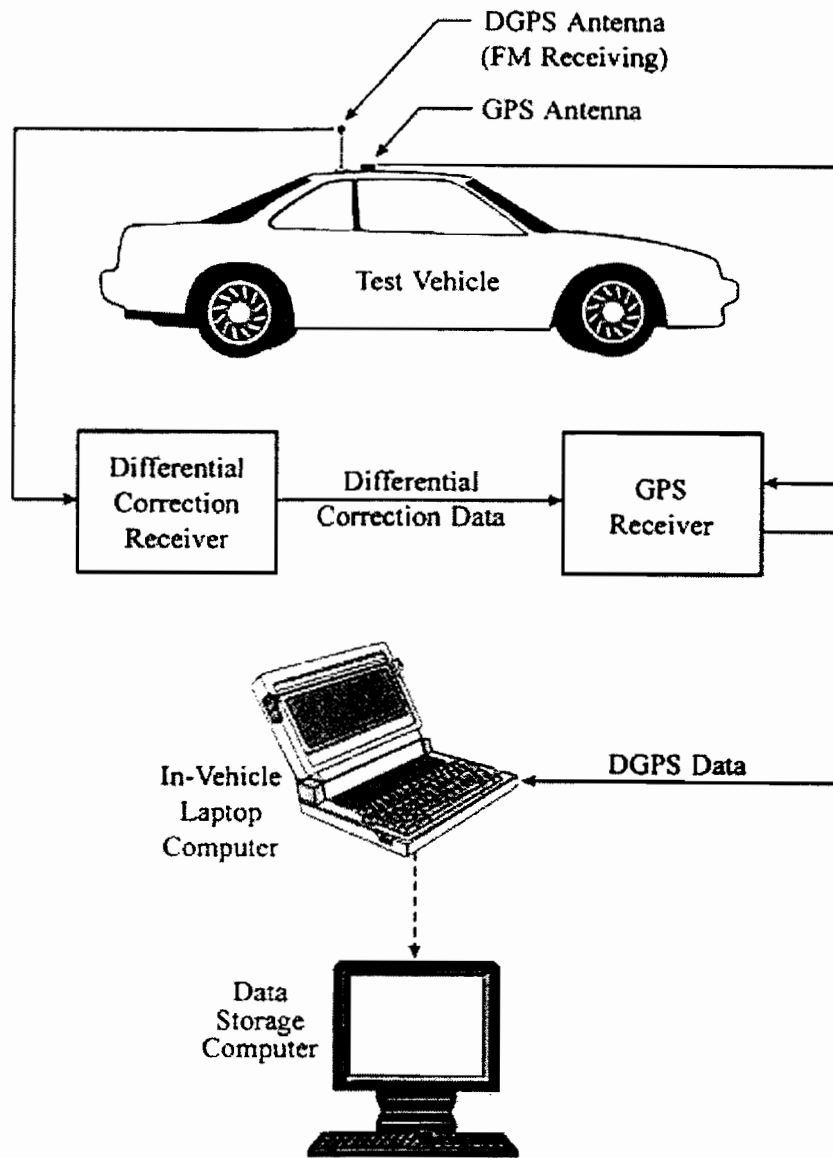 DGPS Antenna
(FM Receiving)
GPS Antenna
Test Vehicle
Differential
Correction
Receiver
Differential
Correction Data
GPS
Receiver
DGPS Data
In-Vehicle
Laptop
Computer
Data
Storage
Computer